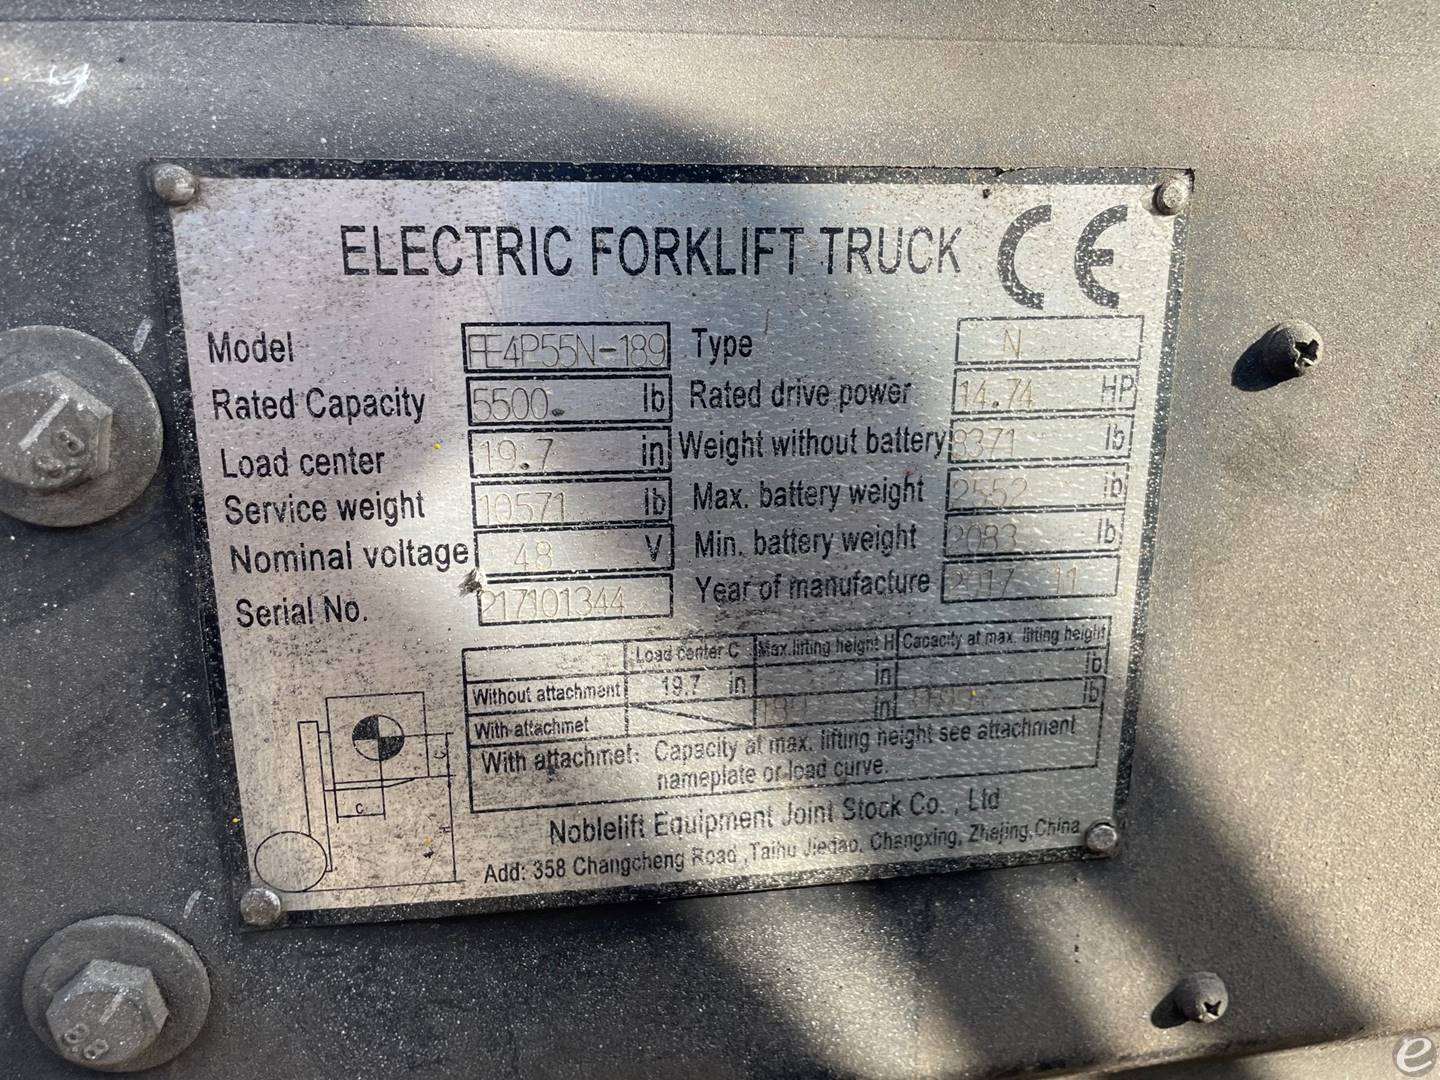 ELECTRIC FORKLIFT TRUCK CE
Model FE4P55N-189 Type N
Rated Capacity 5500. lb Rated drive power 14.74 HP
Load center 19.7 in Weight without battery 8371 lb
Service weight 10571 lb Max. battery weight 2552 lb
Nominal voltage 48 V Min. battery weight 2083 lb
Serial No. 217101344 Year of manufacture 2017 11
Load center C Max.lifting height H Capacity at max. lifting height
Without attachment 19.7 in in lb
With attachmet 189 in lb
With attachmet: Capacity at max. lifting height see attachment
nameplate or load curve.
C
C
H
Noblelift Equipment Joint Stock Co. , Ltd
Add: 358 Changcheng Road ,Taihu Jiedao, Changxing, Zhejing,China
8.8
e